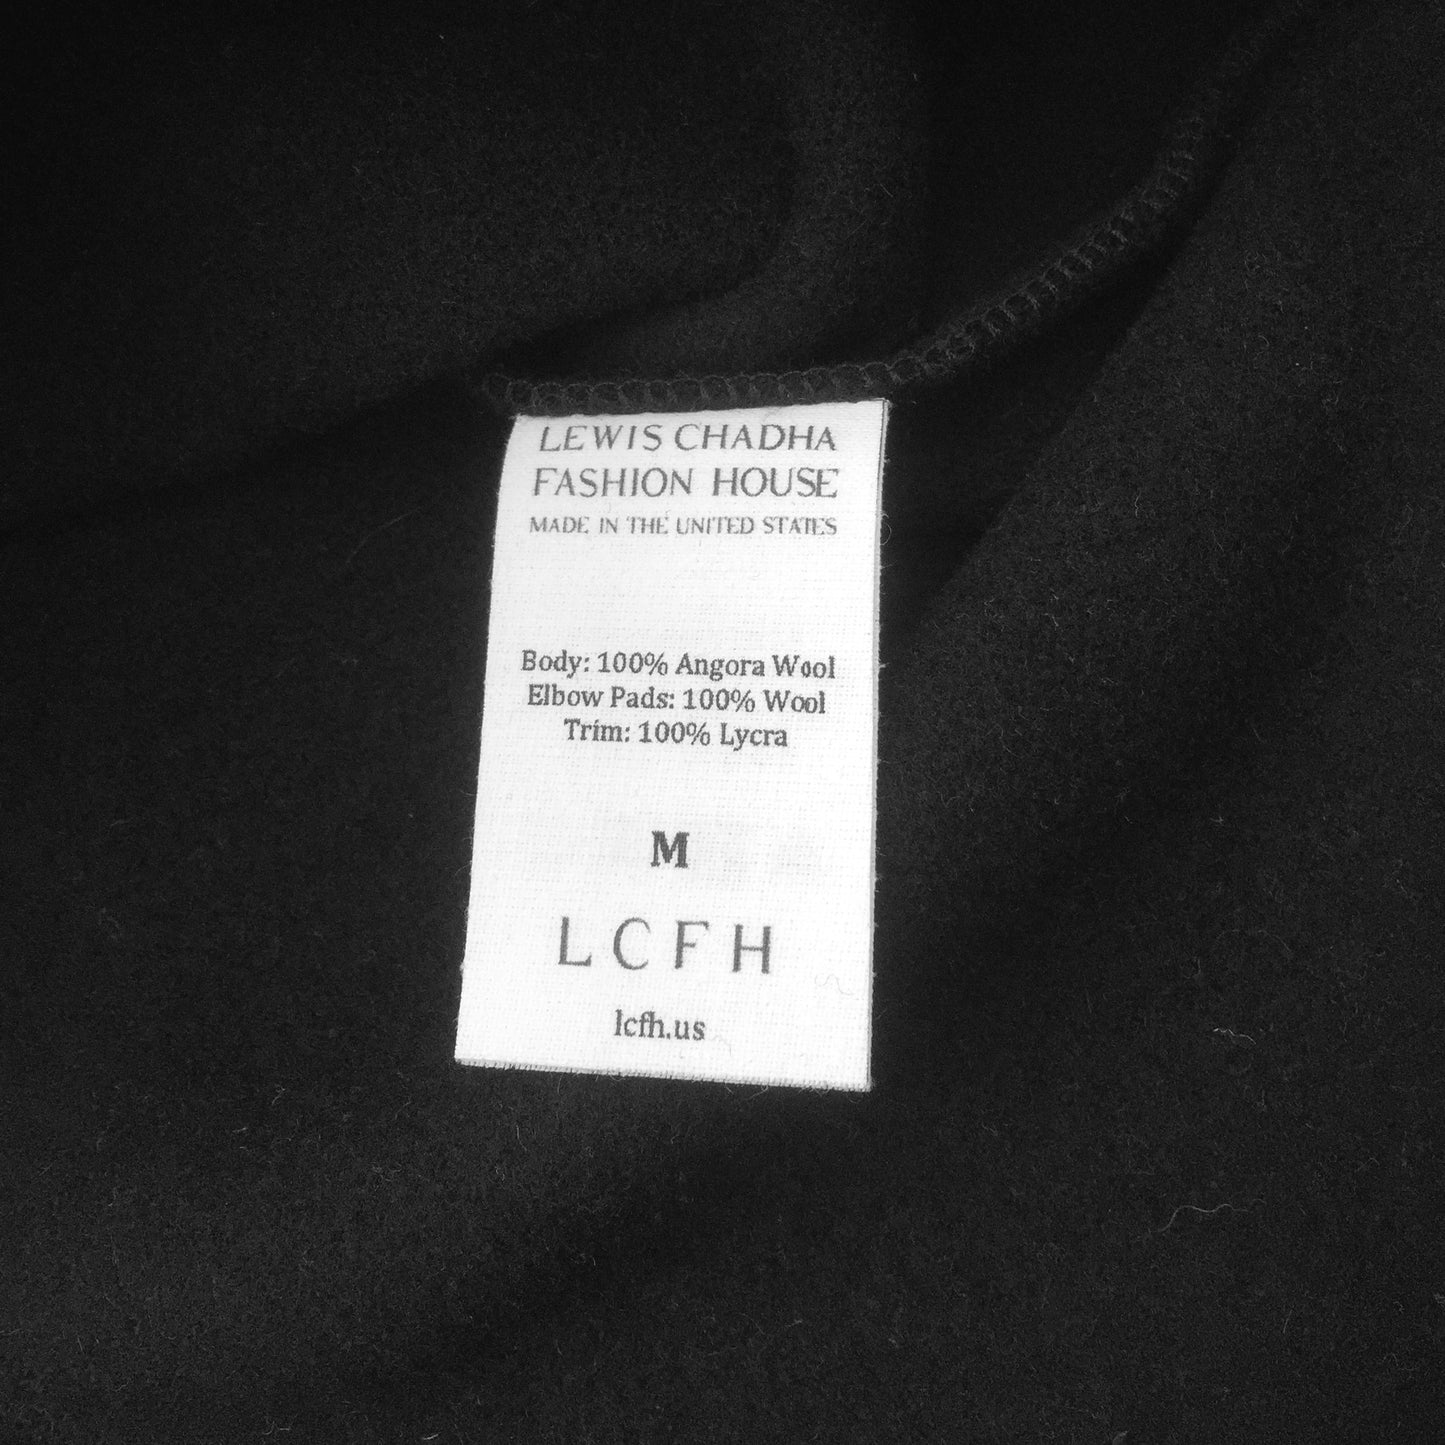 LEWIS CHADHA
FASHION HOUSE
MADE IN THE UNITED STATES
Body: 100% Angora Wool
Elbow Pads: 100% Wool
Trim: 100% Lycra
M
LCFH
lcfh.us